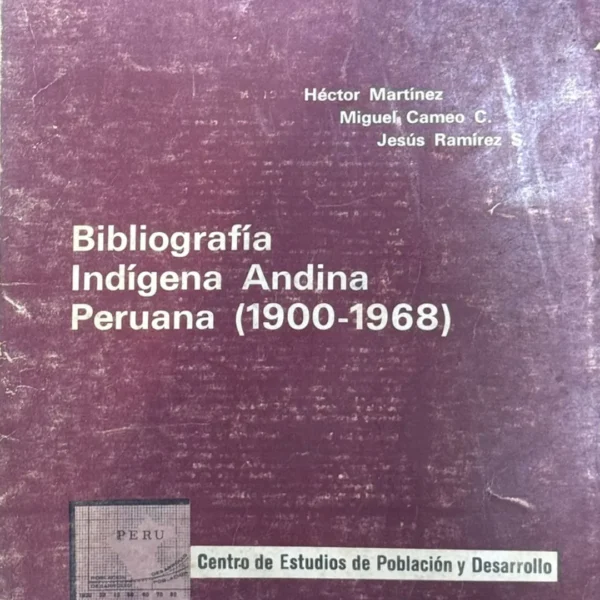 Héctor Martínez
Miguel Cameo C.
Jesús Ramírez S.
Bibliografía
Indígena Andina
Peruana (1900-1968)
PERU
Centro de Estudios de Población y Desarrollo